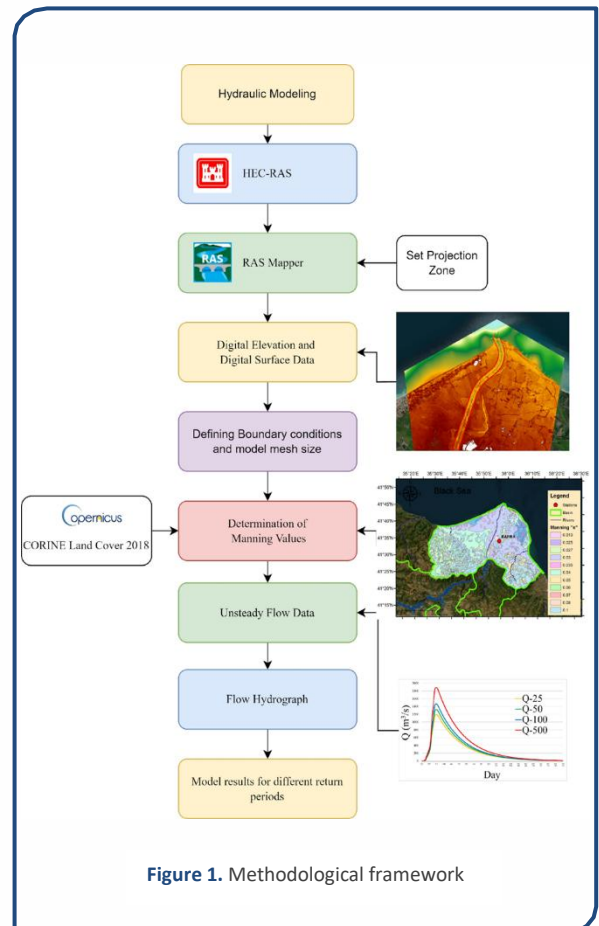 Hydraulic Modeling
HEC-RAS
RAS
RAS Mapper
Set Projection
Zone
Digital Elevation and
Digital Surface Data
Defining Boundary conditions
and model mesh size
Black Sea
Legend
Manning "n"
Copernicus
CORINE Land Cover 2018
Determination of
Manning Values
Unsteady Flow Data
Flow Hydrograph
Q (m³/s)
Q-25
Q-50
Q-100
Q-500
Day
Model results for different return
periods
Figure 1. Methodological framework